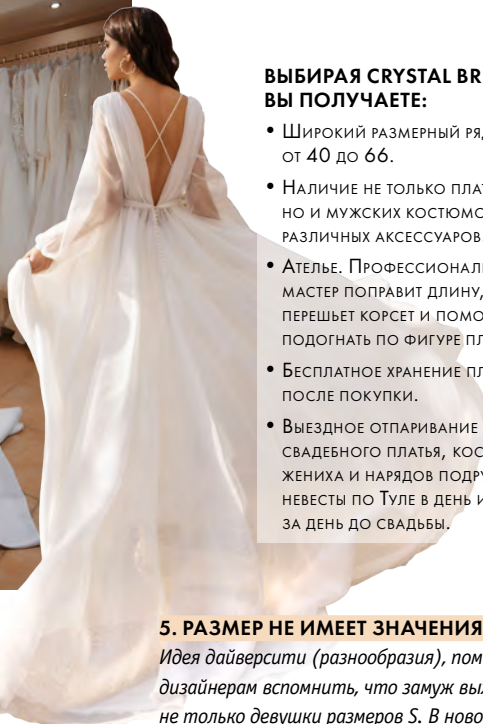 ВЫБИРАЯ CRYSTAL BR
ВЫ ПОЛУЧАЕТЕ:
• Широкий размерный ряд
от 40 до 66.
• Наличие не только плат
но и мужских костюмо
различных аксессуаров
• Ателье. Профессионал
мастер поправит длину,
перешьет корсет и помо
подогнать по фигуре пл
• Бесплатное хранение пл
после покупки.
• Выездное отпаривание
свадебного платья, кос
жениха и нарядов подр
невесты по Туле в день и
за день до свадьбы.
5. РАЗМЕР НЕ ИМЕЕТ ЗНАЧЕНИЯ
Идея дайверсити (разнообразия), пом
дизайнерам вспомнить, что замуж вы
не только девушки размеров S. В ново